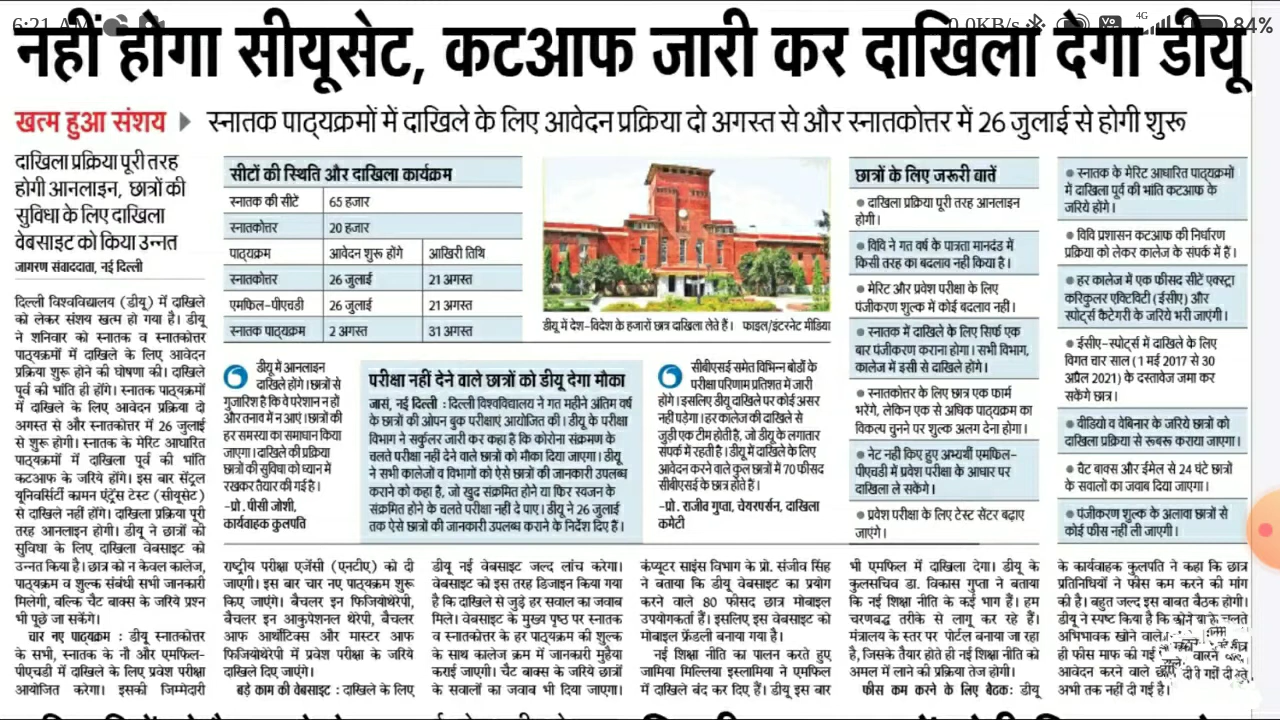 6:21 AM
0.0KB/s
4G
84%
नहीं होगा सीयूसेट, कटआफ जारी कर दाखिला देगा डीयू
खत्म हुआ संशय
स्नातक पाठ्यक्रमों में दाखिले के लिए आवेदन प्रक्रिया दो अगस्त से और स्नातकोत्तर में 26 जुलाई से होगी शुरू
दाखिला प्रक्रिया पूरी तरह
होगी आनलाइन, छात्रों की
सुविधा के लिए दाखिला
वेबसाइट को किया उन्नत
जागरण संवाददाता, नई दिल्ली
दिल्ली विश्वविद्यालय (डीयू) में दाखिले
को लेकर संशय खत्म हो गया है। डीयू
ने शनिवार को स्नातक व स्नातकोत्तर
पाठ्यक्रमों में दाखिले के लिए आवेदन
प्रक्रिया शुरू होने की घोषणा की। दाखिले
पूर्व की भांति ही होंगे। स्नातक पाठ्यक्रमों
में दाखिले के लिए आवेदन प्रक्रिया दो
अगस्त से और स्नातकोत्तर में 26 जुलाई
से शुरू होगी। स्नातक के मेरिट आधारित
पाठ्यक्रमों में दाखिला पूर्व की भांति
कटआफ के जरिये होंगे। इस बार सेंट्रल
यूनिवर्सिटी कामन एंट्रेंस टेस्ट (सीयूसेट)
से दाखिले नहीं होंगे। दाखिला प्रक्रिया पूरी
तरह आनलाइन होगी। डीयू ने छात्रों की
सुविधा के लिए दाखिला वेबसाइट को
उन्नत किया है। छात्र को न केवल कालेज,
पाठ्यक्रम व शुल्क संबंधी सभी जानकारी
मिलेगी, बल्कि चैट बाक्स के जरिये प्रश्न
भी पूछे जा सकेंगे।
चार नए पाठ्यक्रम : डीयू स्नातकोत्तर
के सभी, स्नातक के नौ और एमफिल-
पीएचडी में दाखिले के लिए प्रवेश परीक्षा
आयोजित करेगा। इसकी जिम्मेदारी
सीटों की स्थिति और दाखिला कार्यक्रम
स्नातक की सीटें 65 हजार
स्नातकोत्तर 20 हजार
पाठ्यक्रम आवेदन शुरू होंगे आखिरी तिथि
स्नातकोत्तर 26 जुलाई 21 अगस्त
एमफिल-पीएचडी 26 जुलाई 21 अगस्त
स्नातक पाठ्यक्रम 2 अगस्त 31 अगस्त
डीयू में देश-विदेश के हजारों छात्र दाखिला लेते हैं। फाइल/इंटरनेट मीडिया
डीयू में आनलाइन
दाखिले होंगे। छात्रों से
गुजारिश है कि वे परेशान न हों
और तनाव में न आएं। छात्रों की
हर समस्या का समाधान किया
जाएगा। दाखिले की प्रक्रिया
छात्रों की सुविधा को ध्यान में
रखकर तैयार की गई है।
-प्रो. पीसी जोशी,
कार्यवाहक कुलपति
परीक्षा नहीं देने वाले छात्रों को डीयू देगा मौका
जासं, नई दिल्ली : दिल्ली विश्वविद्यालय ने गत महीने अंतिम वर्ष
के छात्रों की ओपन बुक परीक्षाएं आयोजित की। डीयू के परीक्षा
विभाग ने सर्कुलर जारी कर कहा है कि कोरोना संक्रमण के
चलते परीक्षा नहीं देने वाले छात्रों को मौका दिया जाएगा। डीयू
ने सभी कालेजों व विभागों को ऐसे छात्रों की जानकारी उपलब्ध
कराने को कहा है, जो खुद संक्रमित होने या फिर स्वजन के
संक्रमित होने के चलते परीक्षा नहीं दे पाए। डीयू ने 26 जुलाई
तक ऐसे छात्रों की जानकारी उपलब्ध कराने के निर्देश दिए हैं।
सीबीएसई समेत विभिन्न बोर्डों के
परीक्षा परिणाम प्रतिशत में जारी
होंगे। इसलिए डीयू दाखिले पर कोई असर
नहीं पड़ेगा। हर कालेज की दाखिले से
जुड़ी एक टीम होती है, जो डीयू के लगातार
संपर्क में रहती है। डीयू में दाखिले के लिए
आवेदन करने वाले कुल छात्रों में 70 फीसद
सीबीएसई के छात्र होते हैं।
-प्रो. राजीव गुप्ता, चेयरपर्सन, दाखिला
कमेटी
छात्रों के लिए जरूरी बातें
● दाखिला प्रक्रिया पूरी तरह आनलाइन
होगी।
● विवि ने गत वर्ष के पात्रता मानदंड में
किसी तरह का बदलाव नहीं किया है।
● मेरिट और प्रवेश परीक्षा के लिए
पंजीकरण शुल्क में कोई बदलाव नहीं।
● स्नातक में दाखिले के लिए सिर्फ एक
बार पंजीकरण कराना होगा। सभी विभाग,
कालेज में इसी से दाखिले होंगे।
● स्नातकोत्तर के लिए छात्र एक फार्म
भरेंगे, लेकिन एक से अधिक पाठ्यक्रम का
विकल्प चुनने पर शुल्क अलग देना होगा।
● नेट नहीं किए हुए अभ्यर्थी एमफिल-
पीएचडी में प्रवेश परीक्षा के आधार पर
दाखिला ले सकेंगे।
● प्रवेश परीक्षा के लिए टेस्ट सेंटर बढ़ाए
जाएंगे।
● स्नातक के मेरिट आधारित पाठ्यक्रमों
में दाखिला पूर्व की भांति कटआफ के
जरिये होंगे।
● विवि प्रशासन कटआफ की निर्धारण
प्रक्रिया को लेकर कालेज के संपर्क में हैं।
● हर कालेज में एक फीसद सीटें एक्स्ट्रा
करिकुलर एक्टिविटी (ईसीए) और
स्पोर्ट्स कैटेगरी के जरिये भरी जाएंगी।
● ईसीए-स्पोर्ट्स में दाखिले के लिए
विगत चार साल (1 मई 2017 से 30
अप्रैल 2021) के दस्तावेज जमा कर
सकेंगे छात्र।
● वीडियो व वेबिनार के जरिये छात्रों को
दाखिला प्रक्रिया से रूबरू कराया जाएगा।
● चैट बाक्स और ईमेल से 24 घंटे छात्रों
के सवालों का जवाब दिया जाएगा।
● पंजीकरण शुल्क के अलावा छात्रों से
कोई फीस नहीं ली जाएगी।
राष्ट्रीय परीक्षा एजेंसी (एनटीए) को दी
जाएगी। इस बार चार नए पाठ्यक्रम शुरू
किए जाएंगे। बैचलर इन फिजियोथेरेपी,
बैचलर इन आकुपेशनल थेरेपी, बैचलर
आफ आर्थोटिक्स और मास्टर आफ
फिजियोथेरेपी में प्रवेश परीक्षा के जरिये
दाखिले दिए जाएंगे।
बड़े काम की वेबसाइट : दाखिले के लिए
डीयू नई वेबसाइट जल्द लांच करेगा।
वेबसाइट को इस तरह डिजाइन किया गया
है कि दाखिले से जुड़े हर सवाल का जवाब
मिले। वेबसाइट के मुख्य पृष्ठ पर स्नातक
व स्नातकोत्तर के हर पाठ्यक्रम की शुल्क
के साथ कालेज क्रम में जानकारी मुहैया
कराई जाएगी। चैट बाक्स के जरिये छात्रों
के सवालों का जवाब भी दिया जाएगा।
कंप्यूटर साइंस विभाग के प्रो. संजीव सिंह
ने बताया कि डीयू वेबसाइट का प्रयोग
करने वाले 80 फीसद छात्र मोबाइल
उपयोगकर्ता हैं। इसलिए इस वेबसाइट को
मोबाइल फ्रेंडली बनाया गया है।
नई शिक्षा नीति का पालन करते हुए
जामिया मिल्लिया इस्लामिया ने एमफिल
में दाखिले बंद कर दिए हैं। डीयू इस बार
भी एमफिल में दाखिला देगा। डीयू के
कुलसचिव डा. विकास गुप्ता ने बताया
कि नई शिक्षा नीति के कई भाग हैं। हम
चरणबद्ध तरीके से लागू कर रहे हैं।
मंत्रालय के स्तर पर पोर्टल बनाया जा रहा
है, जिसके तैयार होते ही नई शिक्षा नीति को
अमल में लाने की प्रक्रिया तेज होगी।
फीस कम करने के लिए बैठक: डीयू
के कार्यवाहक कुलपति ने कहा कि छात्र
प्रतिनिधियों ने फीस कम करने की मांग
की है। बहुत जल्द इस बाबत बैठक होगी।
डीयू ने स्पष्ट किया है कि के चलते
अभिभावक खोने वाले
ही फीस माफ की गई
आवेदन करने वाले
अभी तक नहीं दी गई है।